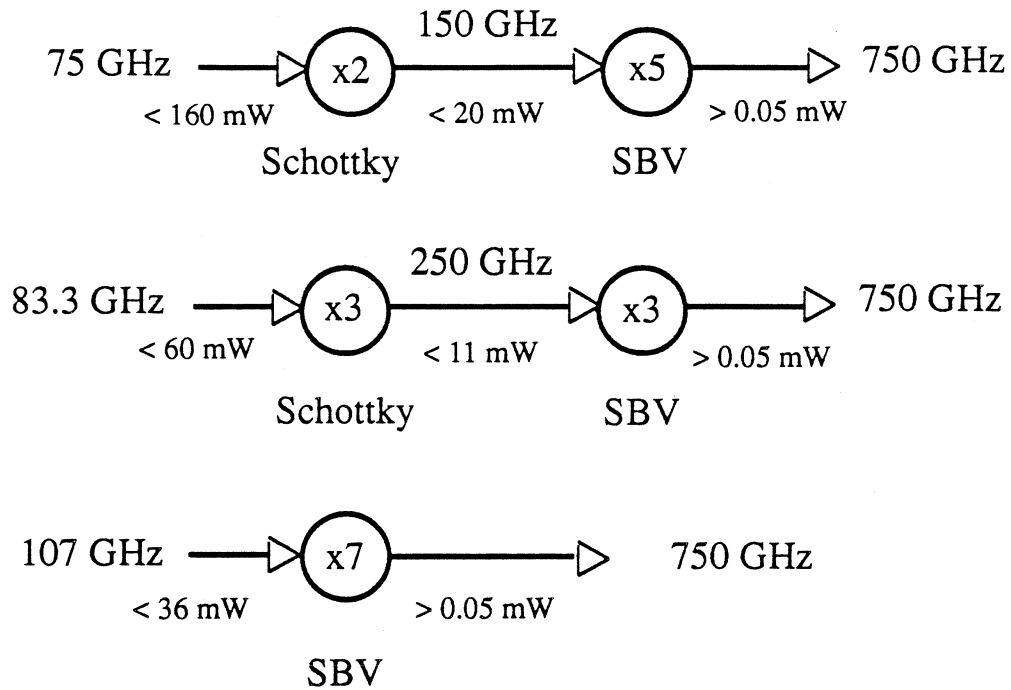 150 GHz
75 GHz x2 x5 750 GHz
< 160 mW < 20 mW > 0.05 mW
Schottky SBV
250 GHz
83.3 GHz x3 x3 750 GHz
< 60 mW < 11 mW > 0.05 mW
Schottky SBV
107 GHz x7 750 GHz
< 36 mW > 0.05 mW
SBV